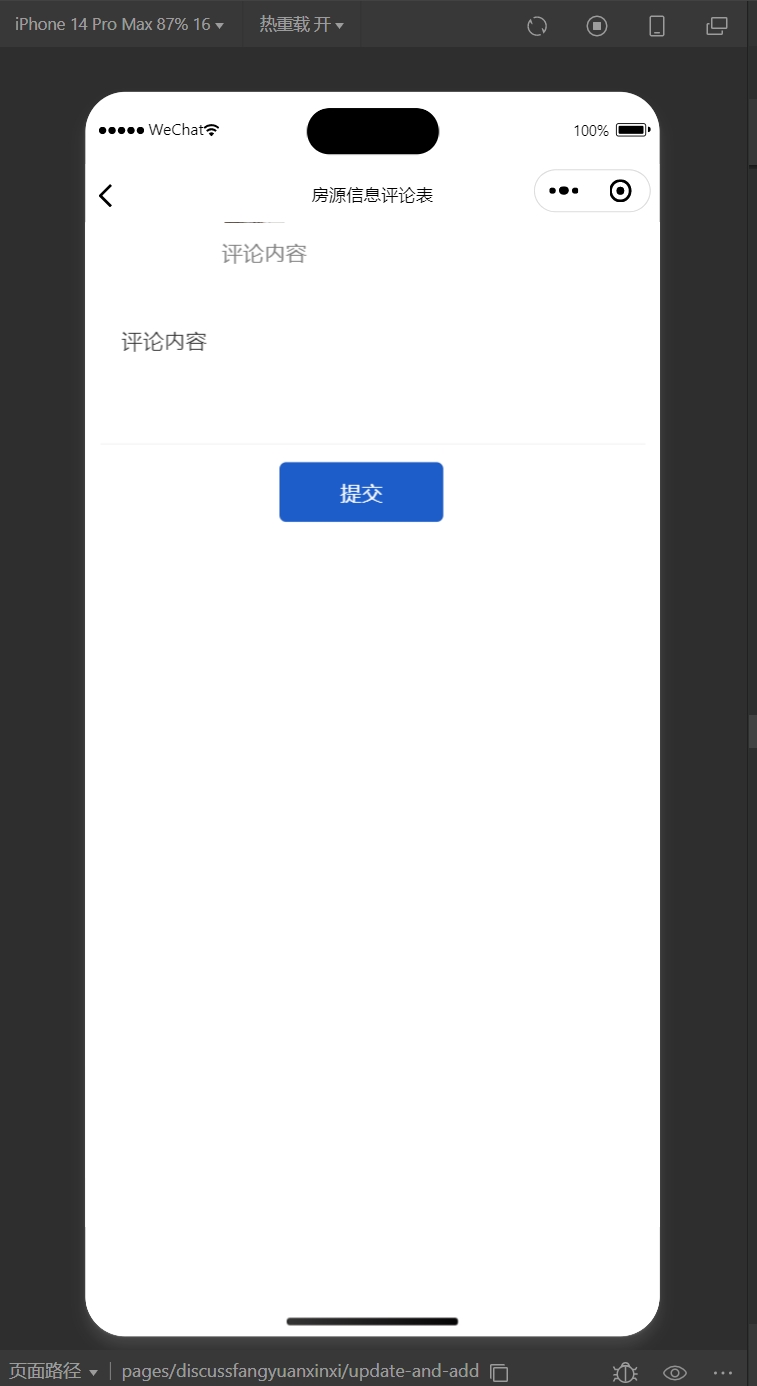 iPhone 14 Pro Max 87% 16
热重载 开
WeChat
100%
房源信息评论表
评论内容
评论内容
提交
页面路径
pages/discussfangyuanxinxi/update-and-add